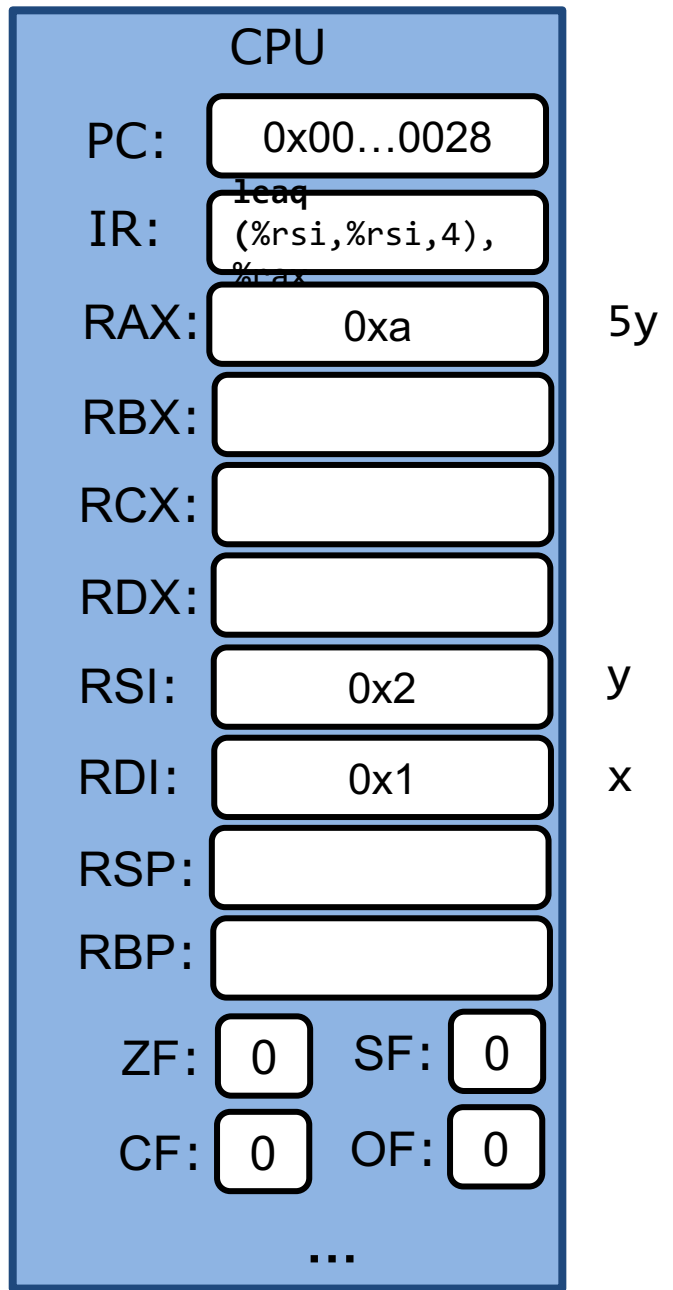 CPU
PC: 0x00…0028
IR: leaq
(%rsi,%rsi,4),
%rax
RAX: 0xa 5y
RBX:
RCX:
RDX:
RSI: 0x2 y
RDI: 0x1 x
RSP:
RBP:
ZF: 0 SF: 0
CF: 0 OF: 0
…